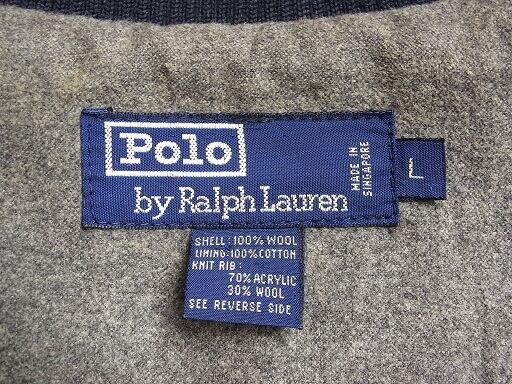 Polo
by Ralph Lauren
MADE IN
SINGAPORE
L
SHELL: 100% WOOL
LINING: 100% COTTON
KNIT RIB:
70% ACRYLIC
30% WOOL
SEE REVERSE SIDE